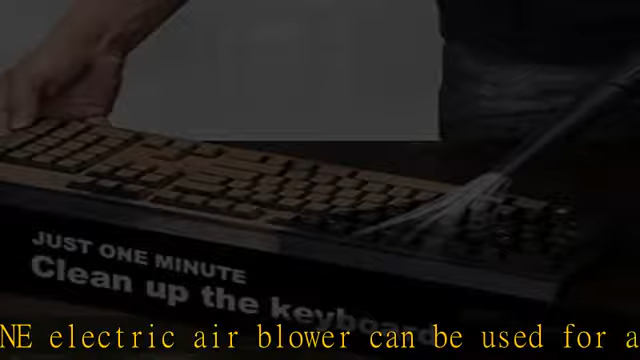 JUST ONE MINUTE
Clean up the keyboard
NE electric air blower can be used for a